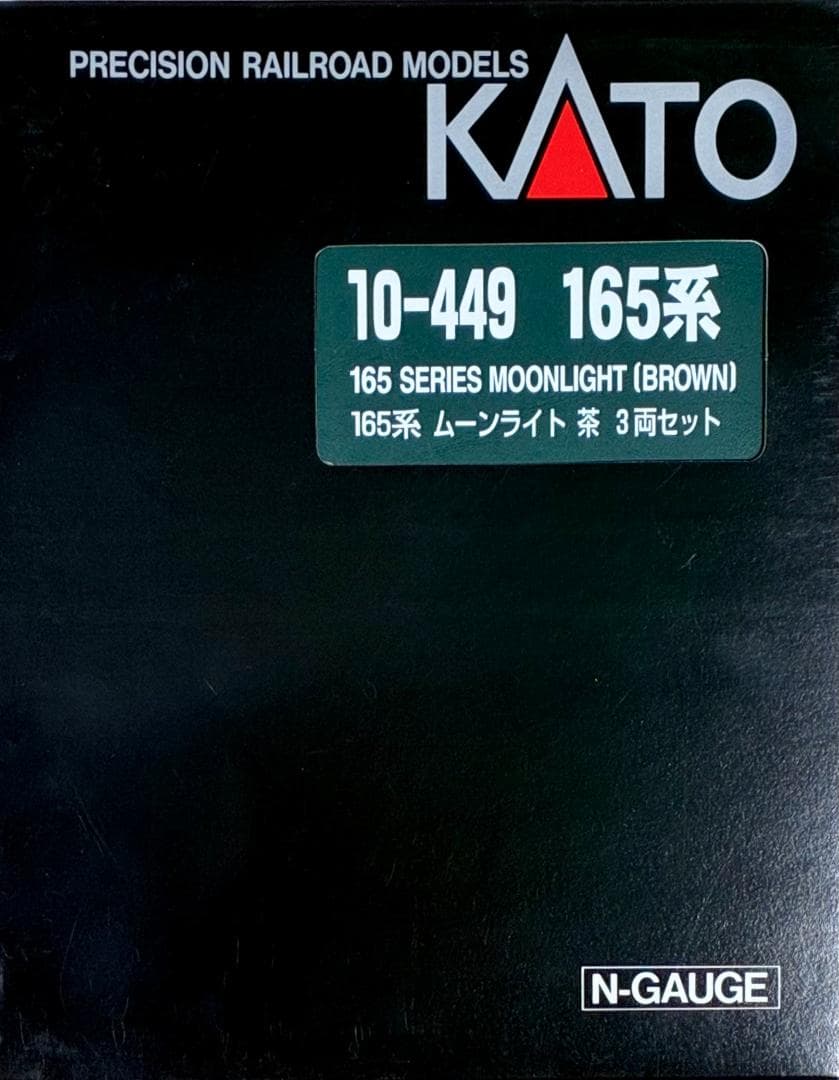 PRECISION RAILROAD MODELS
KATO
10-449 165系
165 SERIES MOONLIGHT (BROWN)
165系 ムーンライト 茶 3両セット
N-GAUGE